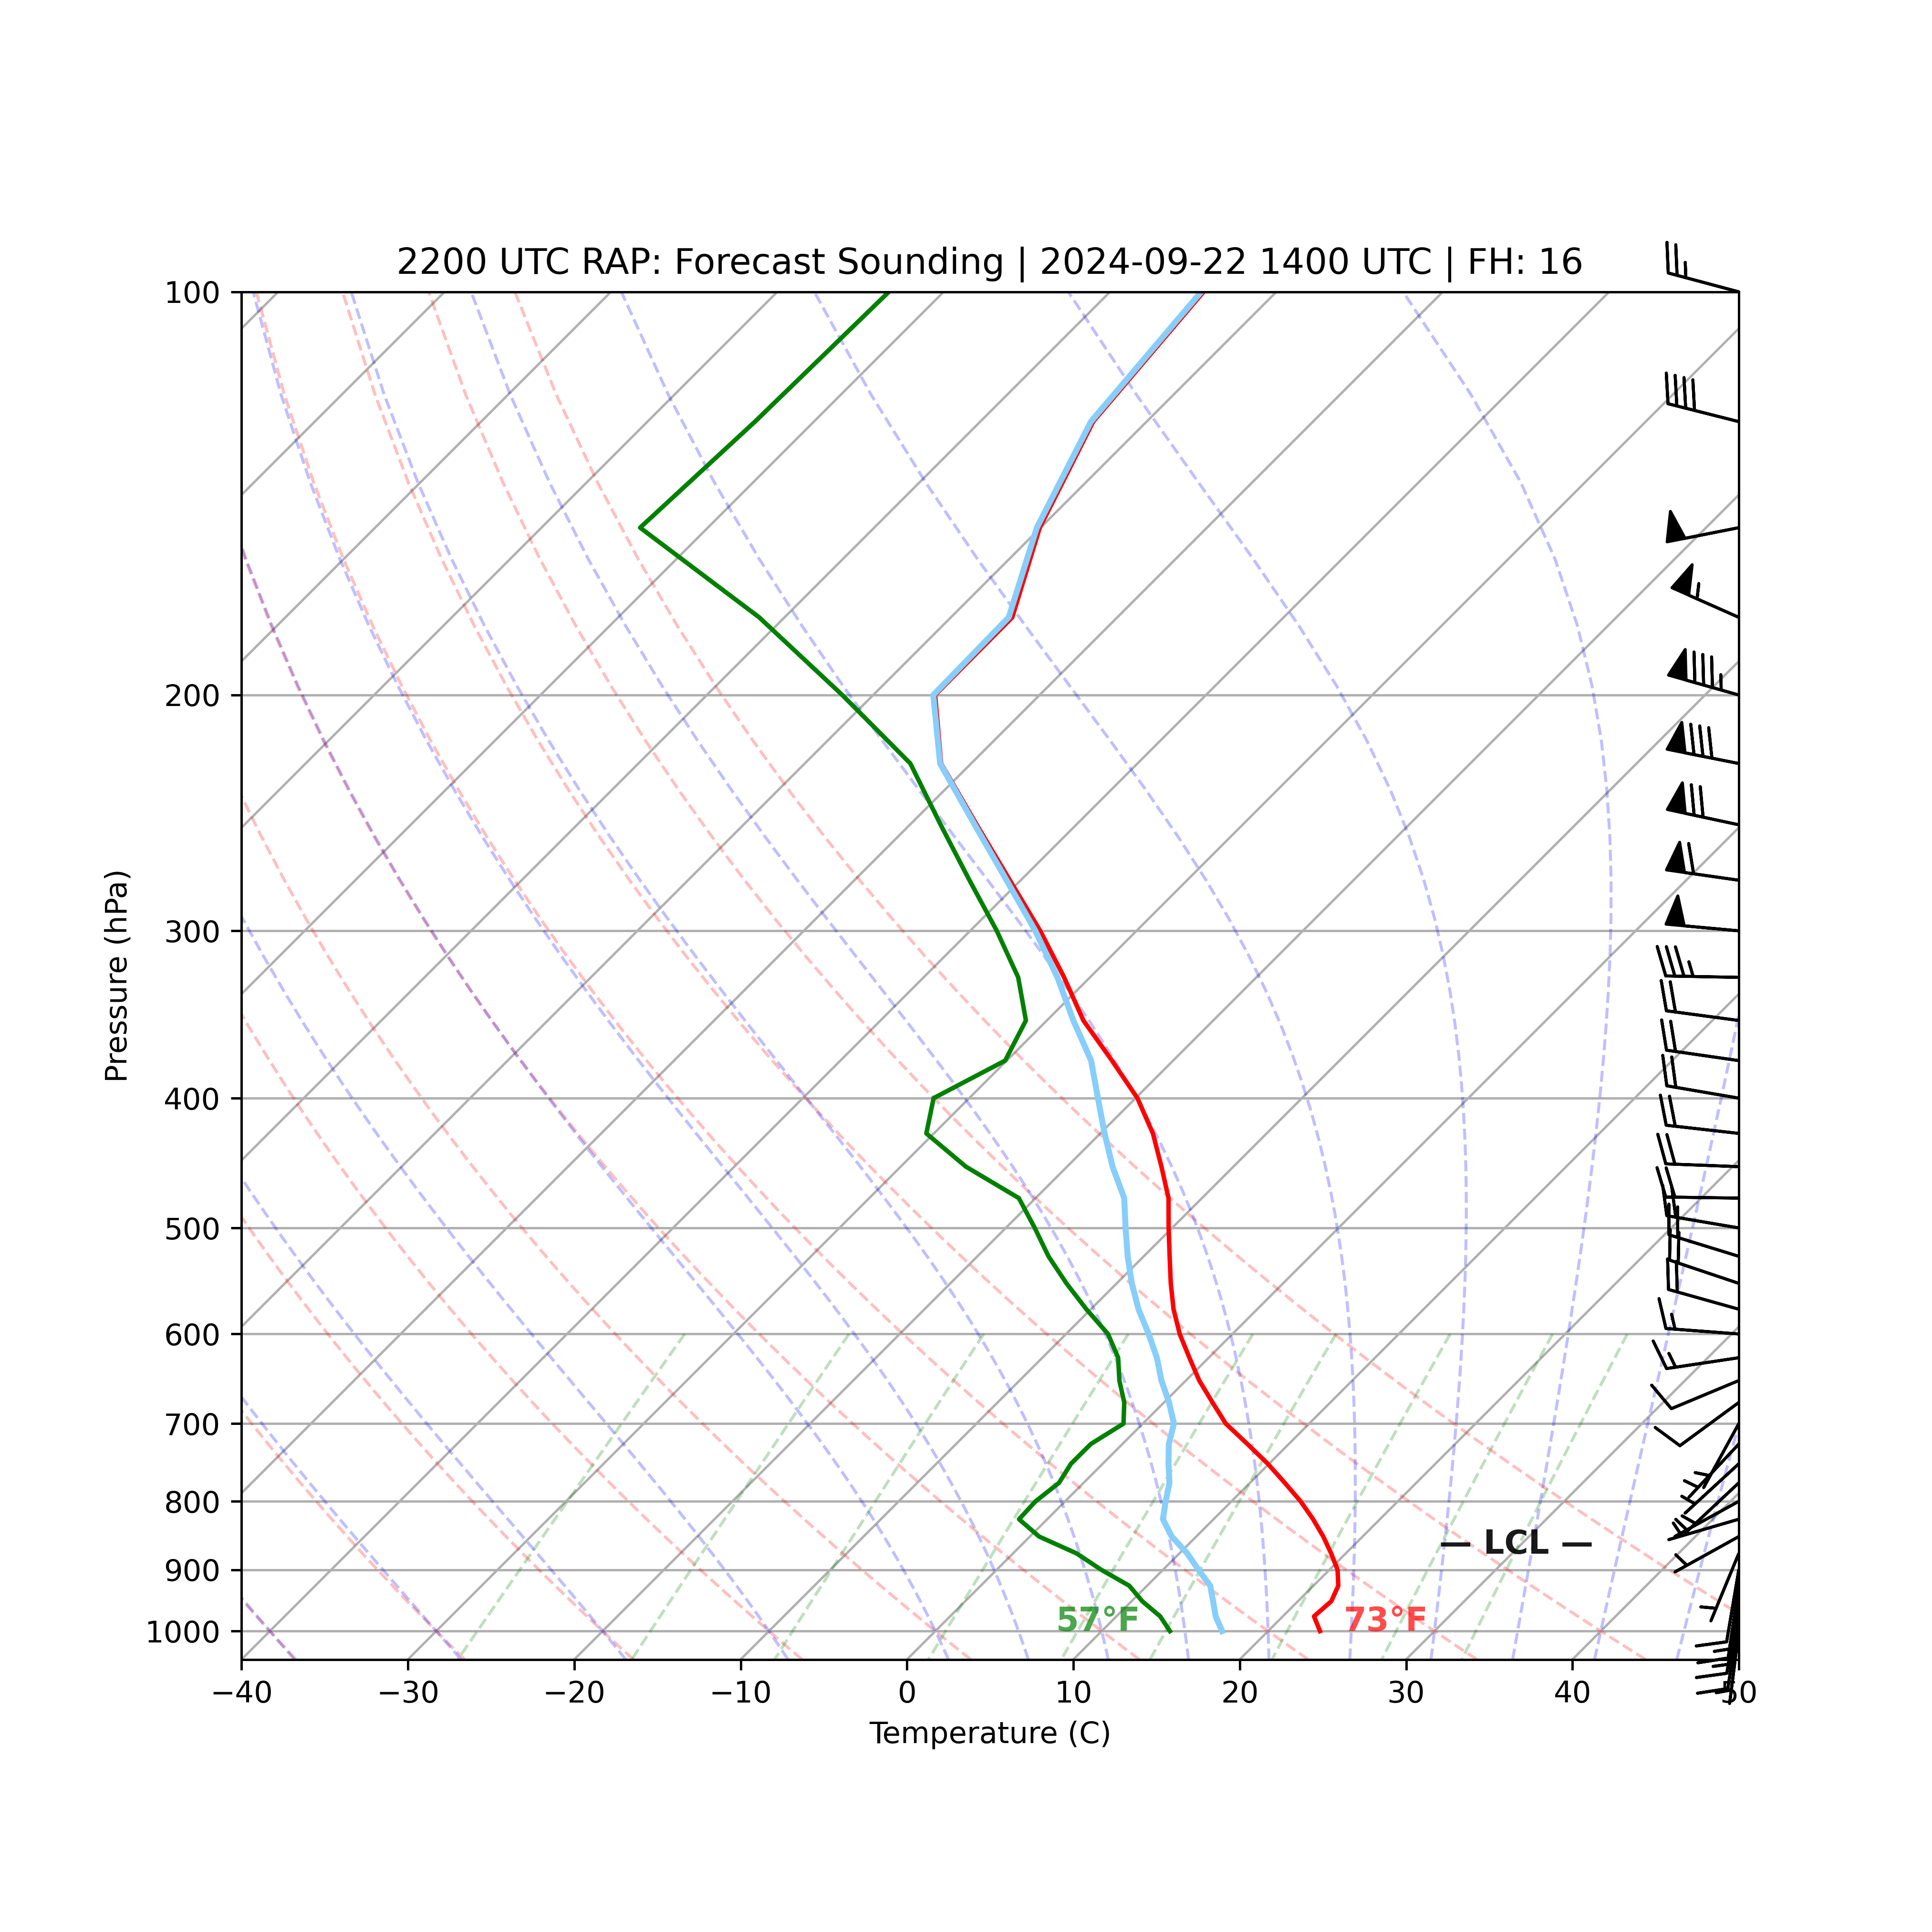 2200 UTC RAP: Forecast Sounding | 2024-09-22 1400 UTC | FH: 16
100
200
300
400
500
600
700
800
900
1000
Pressure (hPa)
— LCL —
57°F
73°F
−40 −30 −20 −10 0 10 20 30 40 50
Temperature (C)